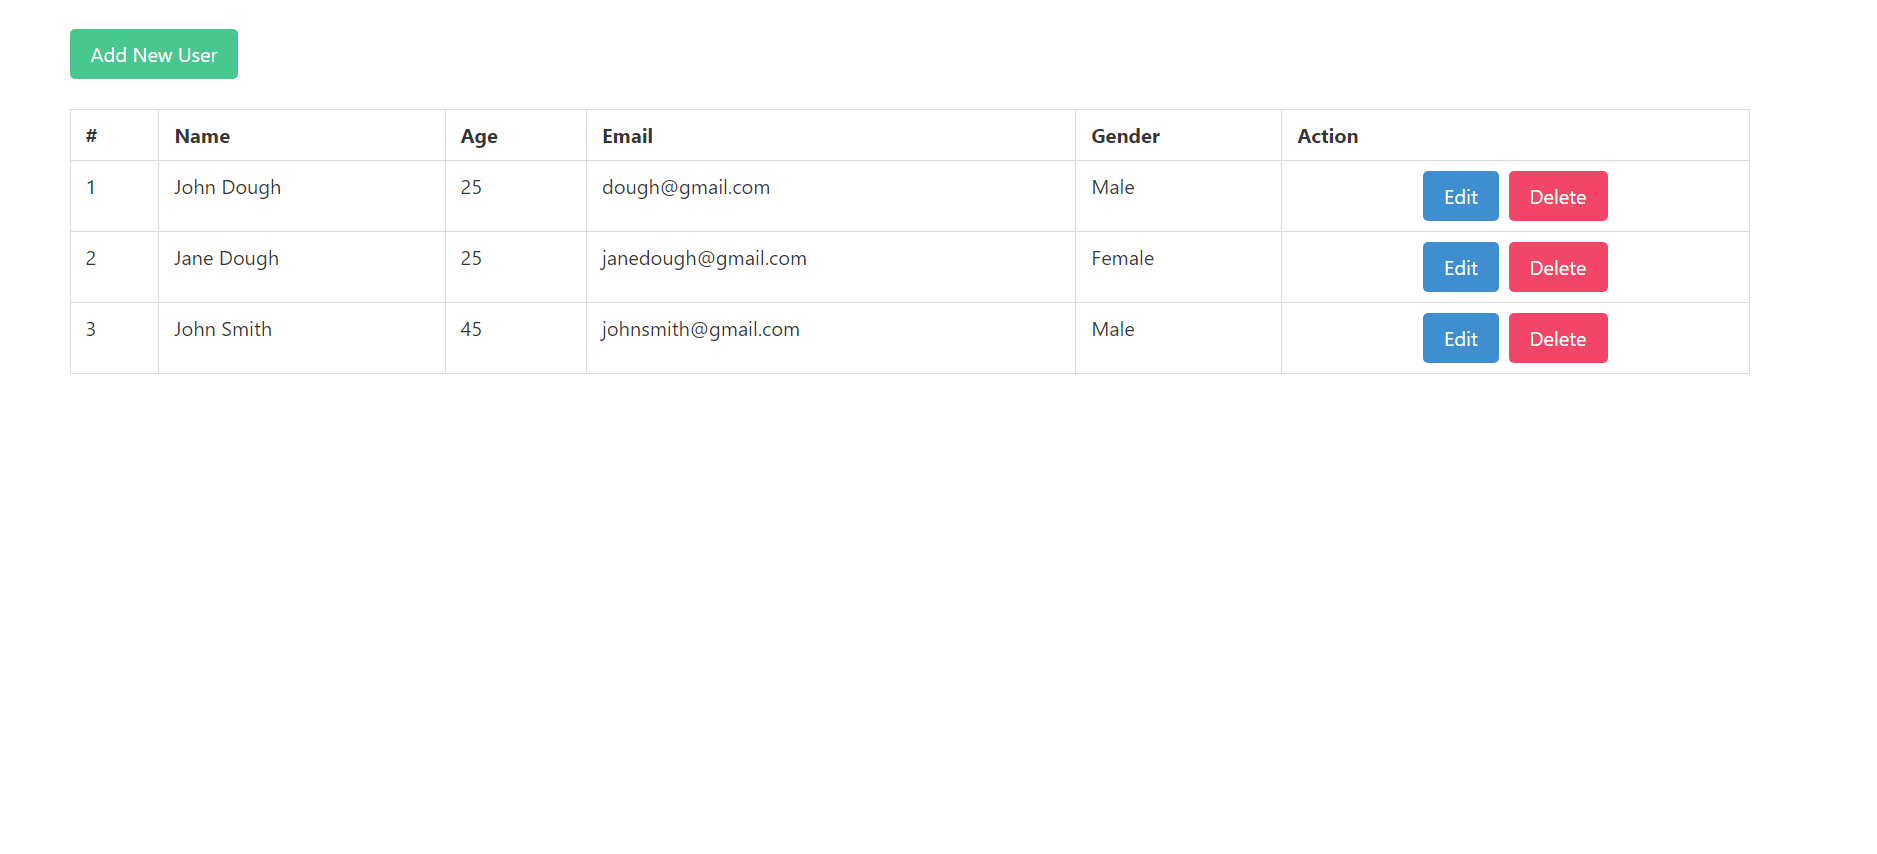 Add New User
# Name Age Email Gender Action
1 John Dough 25 dough@gmail.com Male Edit Delete
2 Jane Dough 25 janedough@gmail.com Female Edit Delete
3 John Smith 45 johnsmith@gmail.com Male Edit Delete